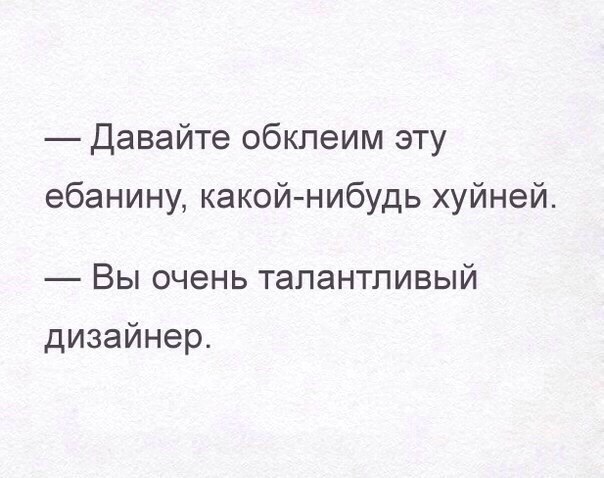 — Давайте обклеим эту
ебанину, какой-нибудь хуйней.
— Вы очень талантливый
дизайнер.